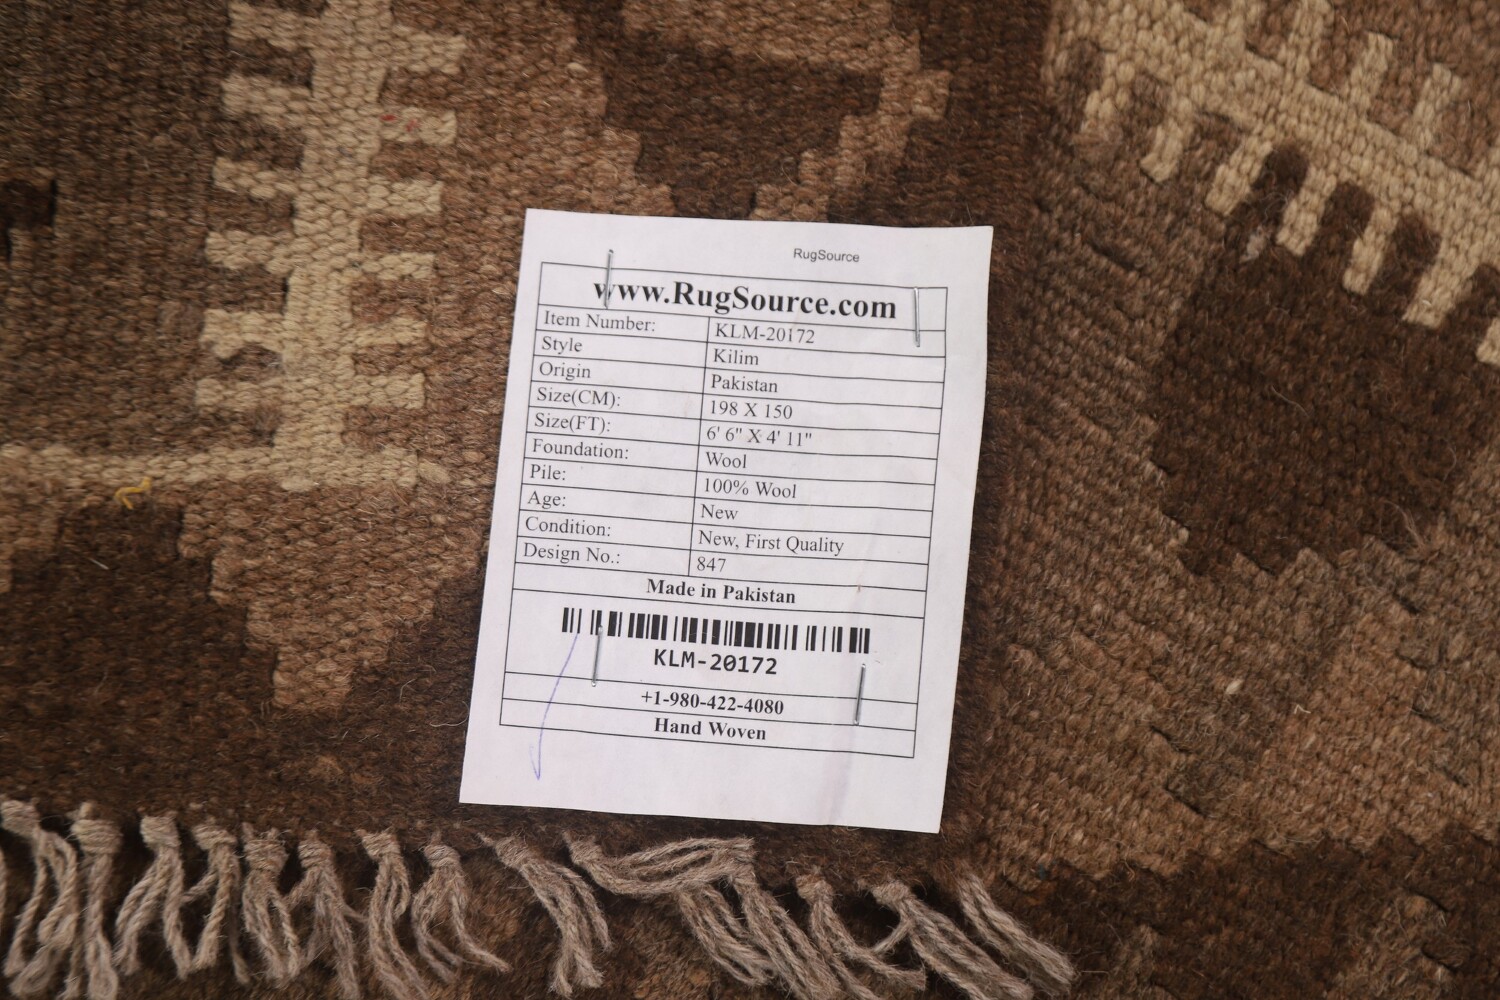 RugSource
www.RugSource.com
Item Number: KLM-20172
Style Kilim
Origin Pakistan
Size(CM): 198 X 150
Size(FT): 6' 6" X 4' 11"
Foundation: Wool
Pile: 100% Wool
Age: New
Condition: New, First Quality
Design No.: 847
Made in Pakistan
KLM-20172
+1-980-422-4080
Hand Woven